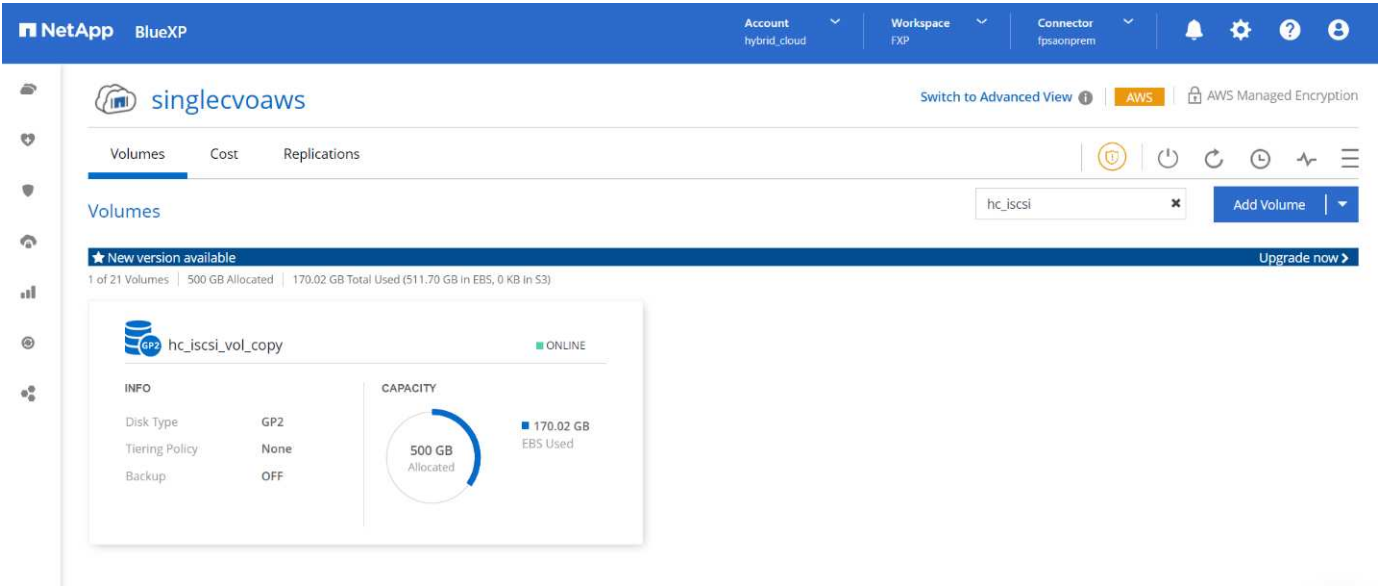 NetApp BlueXP
Account
hybrid_cloud
Workspace
FXP
Connector
fpsaonprem
singlecvoaws
Switch to Advanced View
AWS
AWS Managed Encryption
Volumes Cost Replications
Volumes
hc_iscsi
Add Volume
New version available
Upgrade now
1 of 21 Volumes | 500 GB Allocated | 170.02 GB Total Used (511.70 GB in EBS, 0 KB in S3)
GP2
hc_iscsi_vol_copy
ONLINE
INFO
Disk Type GP2
Tiering Policy None
Backup OFF
CAPACITY
500 GB
Allocated
170.02 GB
EBS Used